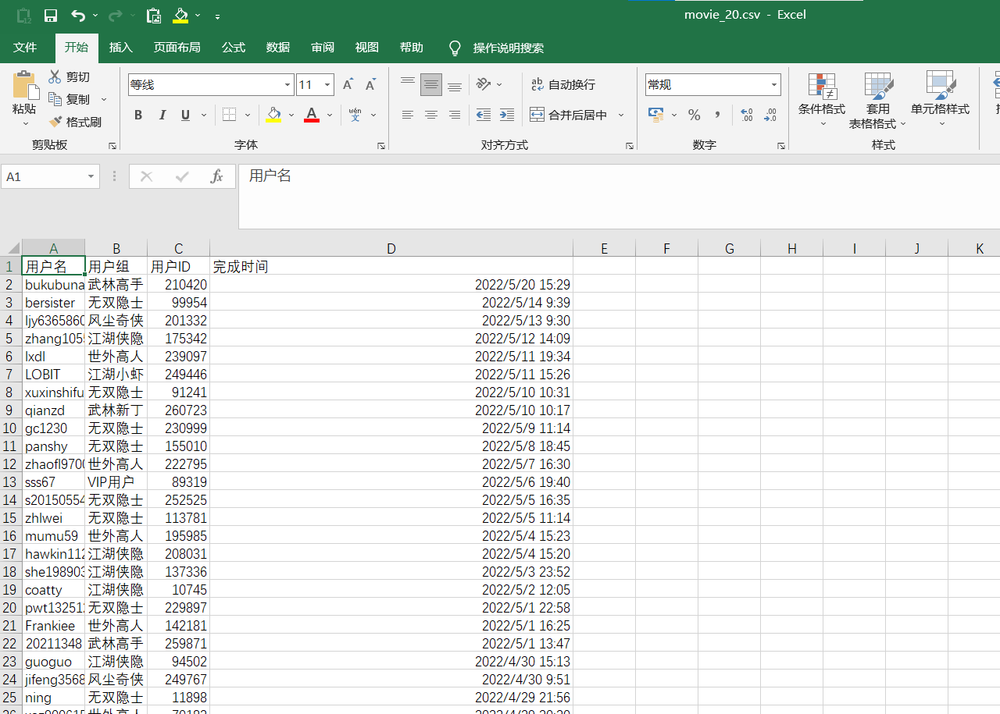 movie_20.csv - Excel
文件 开始 插入 页面布局 公式 数据 审阅 视图 帮助 操作说明搜索
粘贴 剪切 复制 格式刷 剪贴板
等线 11 A A B I U A wén 文 字体
ab c 自动换行 合并后居中 对齐方式
常规 % , .00 .0 数字
条件格式 套用 表格格式 单元格样式 样式
A1 fx 用户名
A B C D E F G H I J K
1 用户名 用户组 用户ID 完成时间
2 bukubuna 武林高手 210420 2022/5/20 15:29
3 bersister 无双隐士 99954 2022/5/14 9:39
4 ljy6365860 风尘奇侠 201332 2022/5/13 9:30
5 zhang1055 江湖侠隐 175342 2022/5/12 14:09
6 lxdl 世外高人 239097 2022/5/11 19:34
7 LOBIT 江湖小虾 249446 2022/5/11 15:26
8 xuxinshifu 无双隐士 91241 2022/5/10 10:31
9 qianzd 武林新丁 260723 2022/5/10 10:17
10 gc1230 无双隐士 230999 2022/5/9 11:14
11 panshy 无双隐士 155010 2022/5/8 18:45
12 zhaofl9700 世外高人 222795 2022/5/7 16:30
13 sss67 VIP用户 89319 2022/5/6 19:40
14 s20150554 无双隐士 252525 2022/5/5 16:35
15 zhlwei 无双隐士 113781 2022/5/5 11:14
16 mumu59 世外高人 195985 2022/5/4 15:23
17 hawkin112 江湖侠隐 208031 2022/5/4 15:20
18 she198903 江湖侠隐 137336 2022/5/3 23:52
19 coatty 江湖侠隐 10745 2022/5/2 12:05
20 pwt13251 无双隐士 229897 2022/5/1 22:58
21 Frankiee 世外高人 142181 2022/5/1 16:25
22 20211348 武林高手 259871 2022/5/1 13:47
23 guoguo 江湖侠隐 94502 2022/4/30 15:13
24 jifeng3568 风尘奇侠 249767 2022/4/30 9:51
25 ning 无双隐士 11898 2022/4/29 21:56